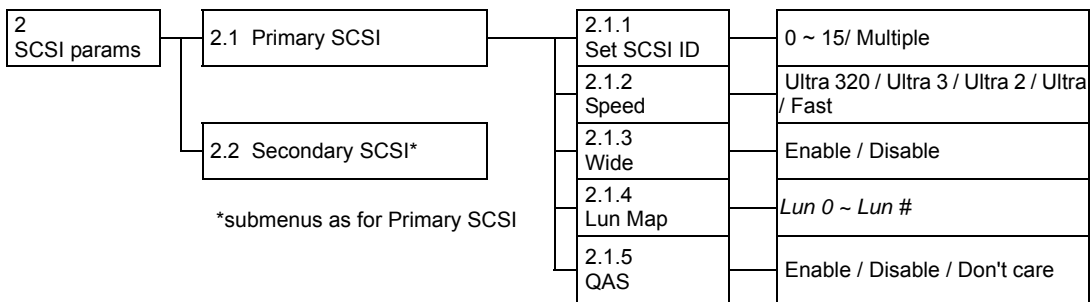 2
SCSI params
2.1 Primary SCSI
2.1.1
Set SCSI ID
0 ~ 15/ Multiple
2.1.2
Speed
Ultra 320 / Ultra 3 / Ultra 2 / Ultra
/ Fast
2.1.3
Wide
Enable / Disable
2.1.4
Lun Map
Lun 0 ~ Lun #
2.1.5
QAS
Enable / Disable / Don't care
2.2 Secondary SCSI*
*submenus as for Primary SCSI